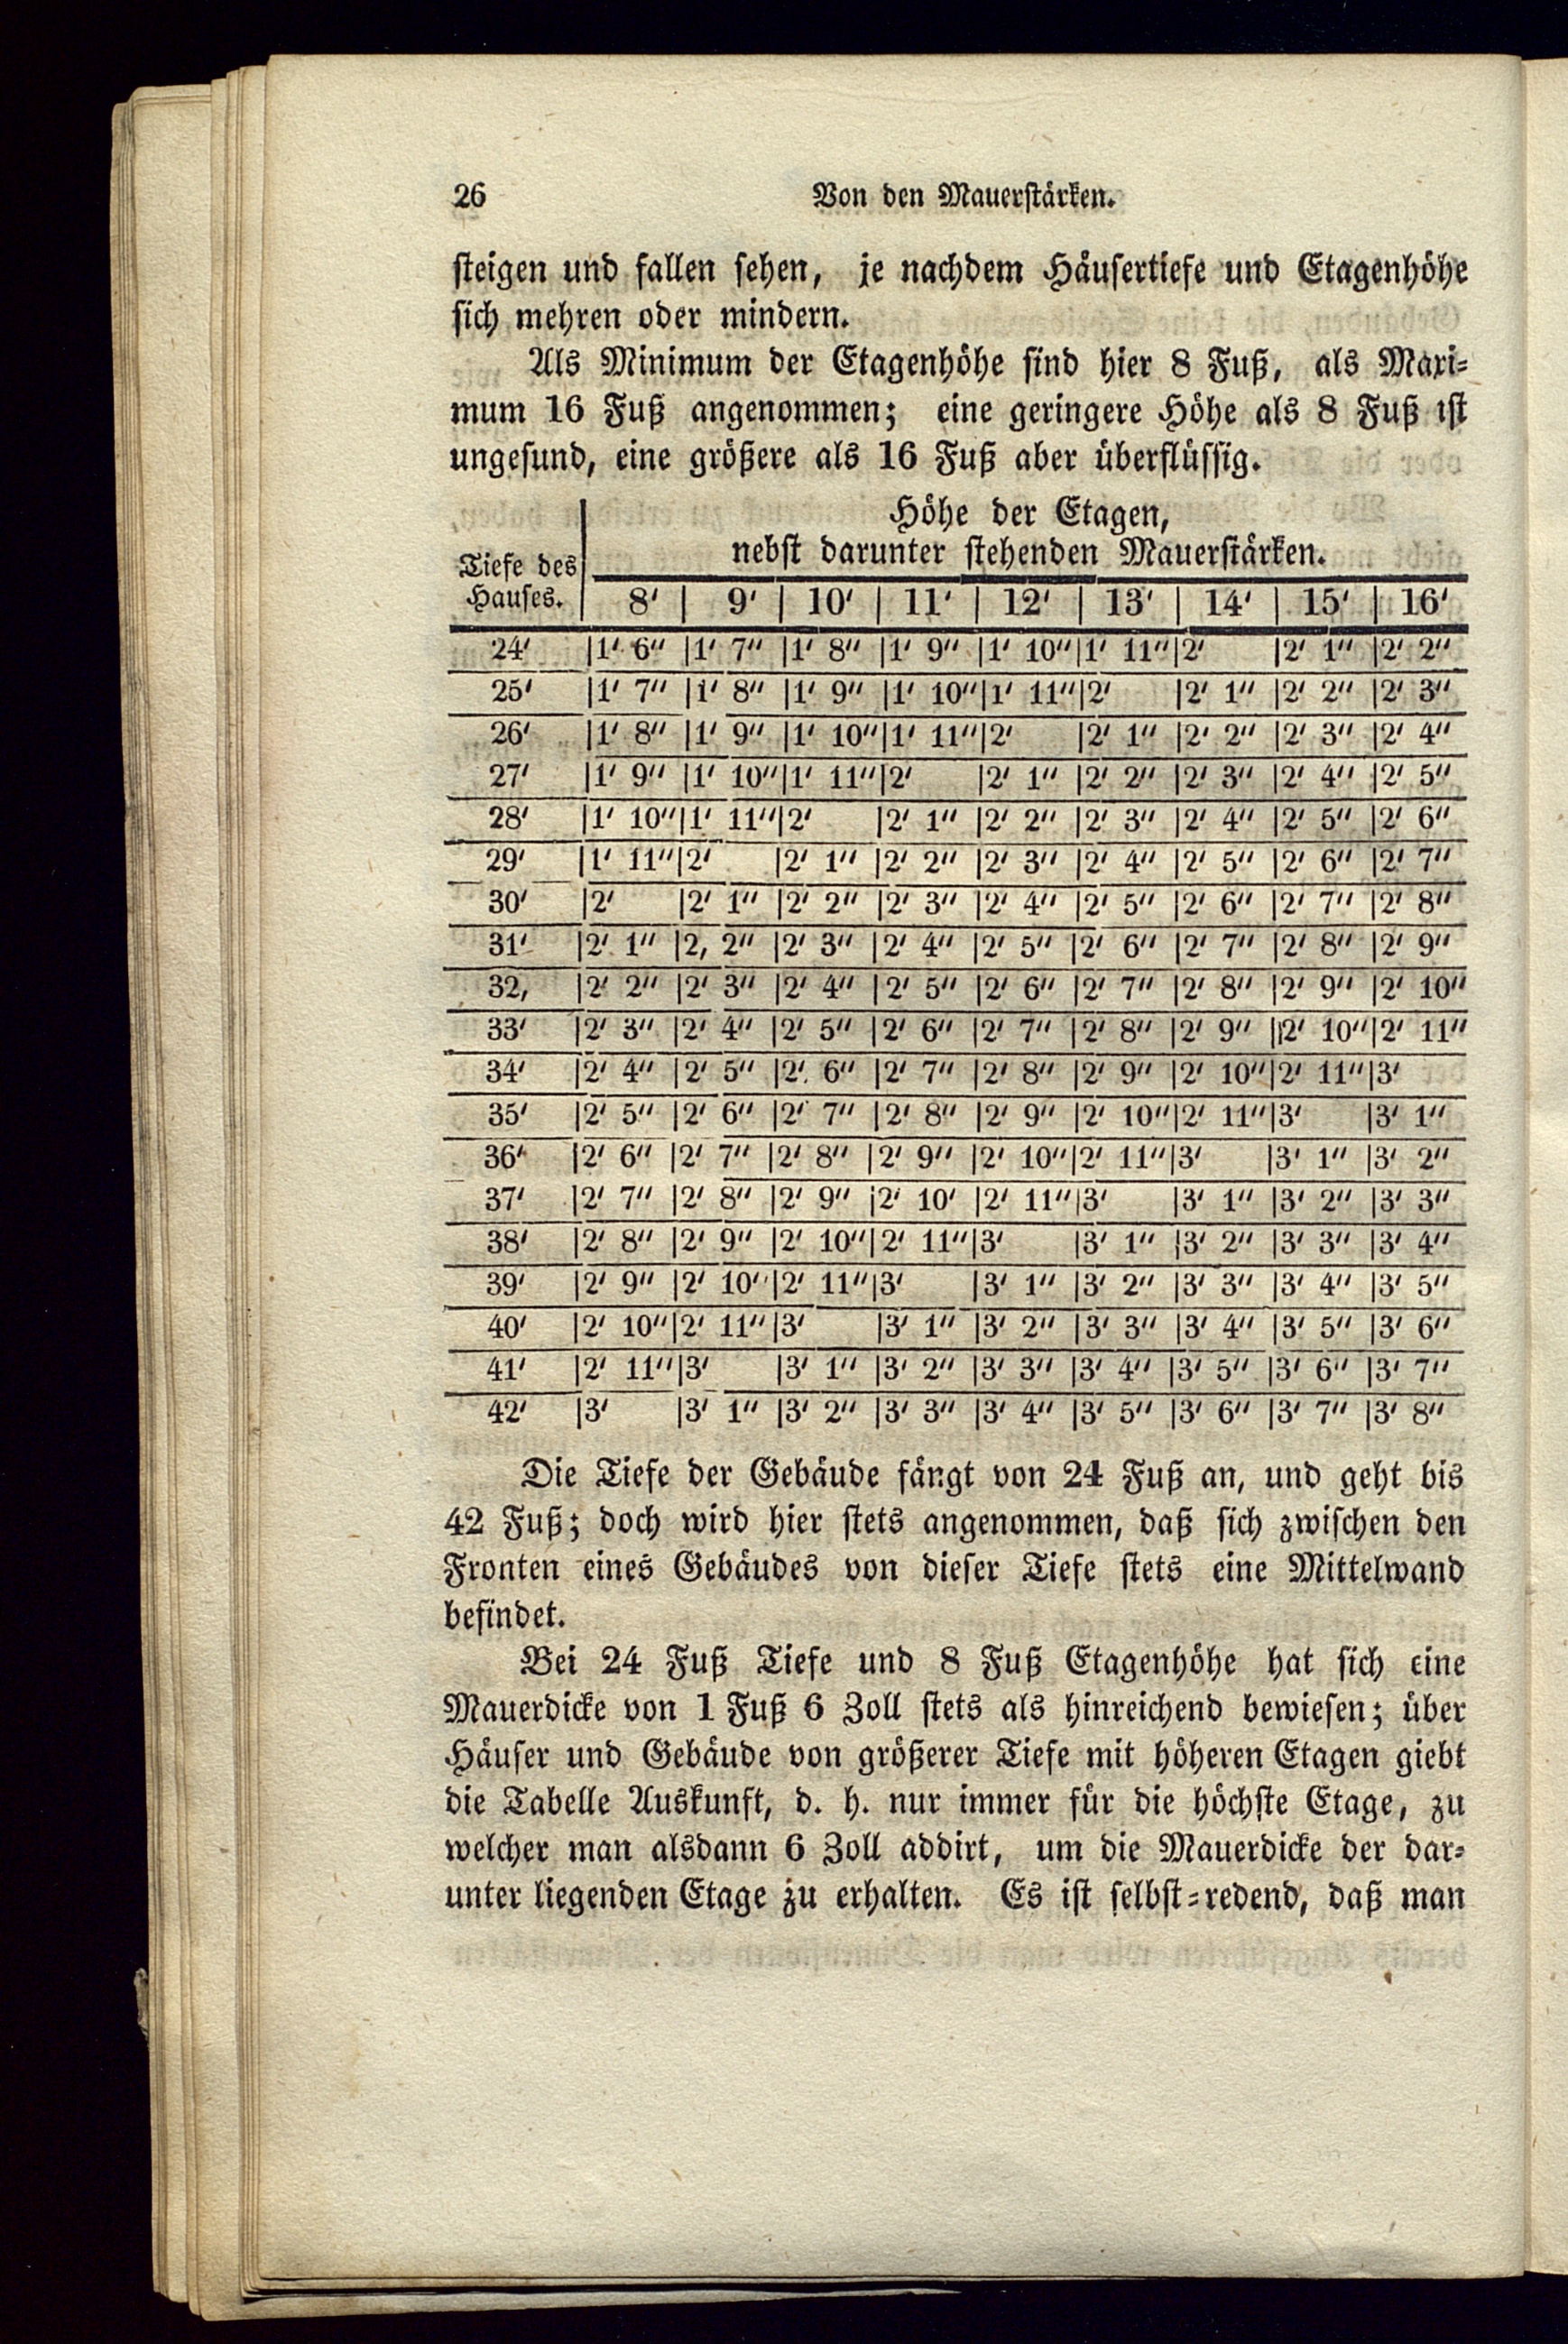 26 Von den Mauerstärken.
steigen und fallen sehen, je nachdem Häusertiefe und Etagenhöhe
sich mehren oder mindern.
Als Minimum der Etagenhöhe sind hier 8 Fuß, als Maxi=
mum 16 Fuß angenommen; eine geringere Höhe als 8 Fuß ist
ungesund, eine größere als 16 Fuß aber überflüssig.
Höhe der Etagen,
nebst darunter stehenden Mauerstärken.
Tiefe des
Hauses. | 8′ | 9′ | 10′ | 11′ | 12′ | 13′ | 14′ | 15′ | 16′
24′ |1′ 6″ |1′ 7″ |1′ 8″ |1′ 9″ |1′ 10″ |1′ 11″ |2′ |2′ 1″ |2′ 2″
25′ |1′ 7″ |1′ 8″ |1′ 9″ |1′ 10″ |1′ 11″ |2′ |2′ 1″ |2′ 2″ |2′ 3″
26′ |1′ 8″ |1′ 9″ |1′ 10″ |1′ 11″ |2′ |2′ 1″ |2′ 2″ |2′ 3″ |2′ 4″
27′ |1′ 9″ |1′ 10″ |1′ 11″ |2′ |2′ 1″ |2′ 2″ |2′ 3″ |2′ 4″ |2′ 5″
28′ |1′ 10″ |1′ 11″ |2′ |2′ 1″ |2′ 2″ |2′ 3″ |2′ 4″ |2′ 5″ |2′ 6″
29′ |1′ 11″ |2′ |2′ 1″ |2′ 2″ |2′ 3″ |2′ 4″ |2′ 5″ |2′ 6″ |2′ 7″
30′ |2′ |2′ 1″ |2′ 2″ |2′ 3″ |2′ 4″ |2′ 5″ |2′ 6″ |2′ 7″ |2′ 8″
31′ |2′ 1″ |2, 2″ |2′ 3″ |2′ 4″ |2′ 5″ |2′ 6″ |2′ 7″ |2′ 8″ |2′ 9″
32, |2′ 2″ |2′ 3″ |2′ 4″ |2′ 5″ |2′ 6″ |2′ 7″ |2′ 8″ |2′ 9″ |2′ 10″
33′ |2′ 3″ |2′ 4″ |2′ 5″ |2′ 6″ |2′ 7″ |2′ 8″ |2′ 9″ |2′ 10″ |2′ 11″
34′ |2′ 4″ |2′ 5″ |2′ 6″ |2′ 7″ |2′ 8″ |2′ 9″ |2′ 10″ |2′ 11″ |3′
35′ |2′ 5″ |2′ 6″ |2′ 7″ |2′ 8″ |2′ 9″ |2′ 10″ |2′ 11″ |3′ |3′ 1″
36′ |2′ 6″ |2′ 7″ |2′ 8″ |2′ 9″ |2′ 10″ |2′ 11″ |3′ |3′ 1″ |3′ 2″
37′ |2′ 7″ |2′ 8″ |2′ 9″ |2′ 10′ |2′ 11″ |3′ |3′ 1″ |3′ 2″ |3′ 3″
38′ |2′ 8″ |2′ 9″ |2′ 10″ |2′ 11″ |3′ |3′ 1″ |3′ 2″ |3′ 3″ |3′ 4″
39′ |2′ 9″ |2′ 10″ |2′ 11″ |3′ |3′ 1″ |3′ 2″ |3′ 3″ |3′ 4″ |3′ 5″
40′ |2′ 10″ |2′ 11″ |3′ |3′ 1″ |3′ 2″ |3′ 3″ |3′ 4″ |3′ 5″ |3′ 6″
41′ |2′ 11″ |3′ |3′ 1″ |3′ 2″ |3′ 3″ |3′ 4″ |3′ 5″ |3′ 6″ |3′ 7″
42′ |3′ |3′ 1″ |3′ 2″ |3′ 3″ |3′ 4″ |3′ 5″ |3′ 6″ |3′ 7″ |3′ 8″
Die Tiefe der Gebäude fängt von 24 Fuß an, und geht bis
42 Fuß; doch wird hier stets angenommen, daß sich zwischen den
Fronten eines Gebäudes von dieser Tiefe stets eine Mittelwand
befindet.
Bei 24 Fuß Tiefe und 8 Fuß Etagenhöhe hat sich eine
Mauerdicke von 1 Fuß 6 Zoll stets als hinreichend bewiesen; über
Häuser und Gebäude von größerer Tiefe mit höheren Etagen giebt
die Tabelle Auskunft, d. h. nur immer für die höchste Etage, zu
welcher man alsdann 6 Zoll addirt, um die Mauerdicke der dar=
unter liegenden Etage zu erhalten. Es ist selbst=redend, daß man